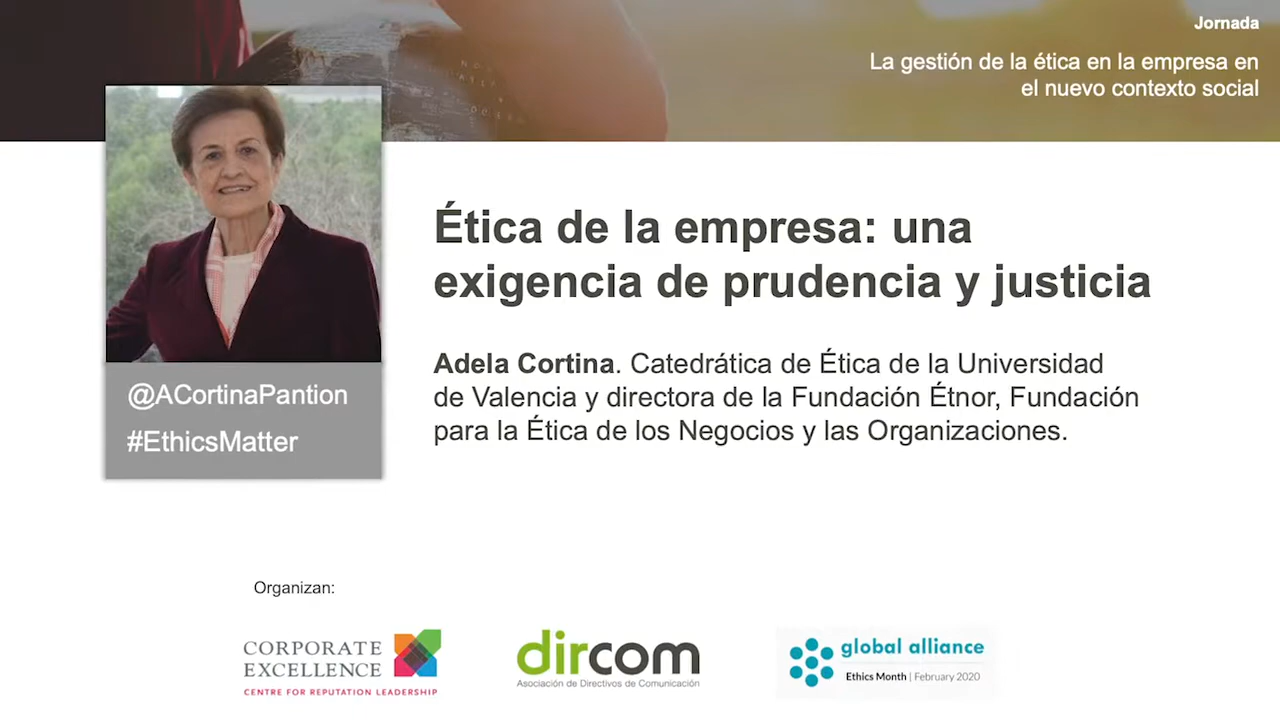 Jornada
La gestión de la ética en la empresa en
el nuevo contexto social
Ética de la empresa: una
exigencia de prudencia y justicia
Adela Cortina. Catedrática de Ética de la Universidad
de Valencia y directora de la Fundación Étnor, Fundación
para la Ética de los Negocios y las Organizaciones.
@ACortinaPantion
#EthicsMatter
Organizan:
CORPORATE
EXCELLENCE
CENTRE FOR REPUTATION LEADERSHIP
dircom
Asociación de Directivos de Comunicación
global alliance
Ethics Month | February 2020